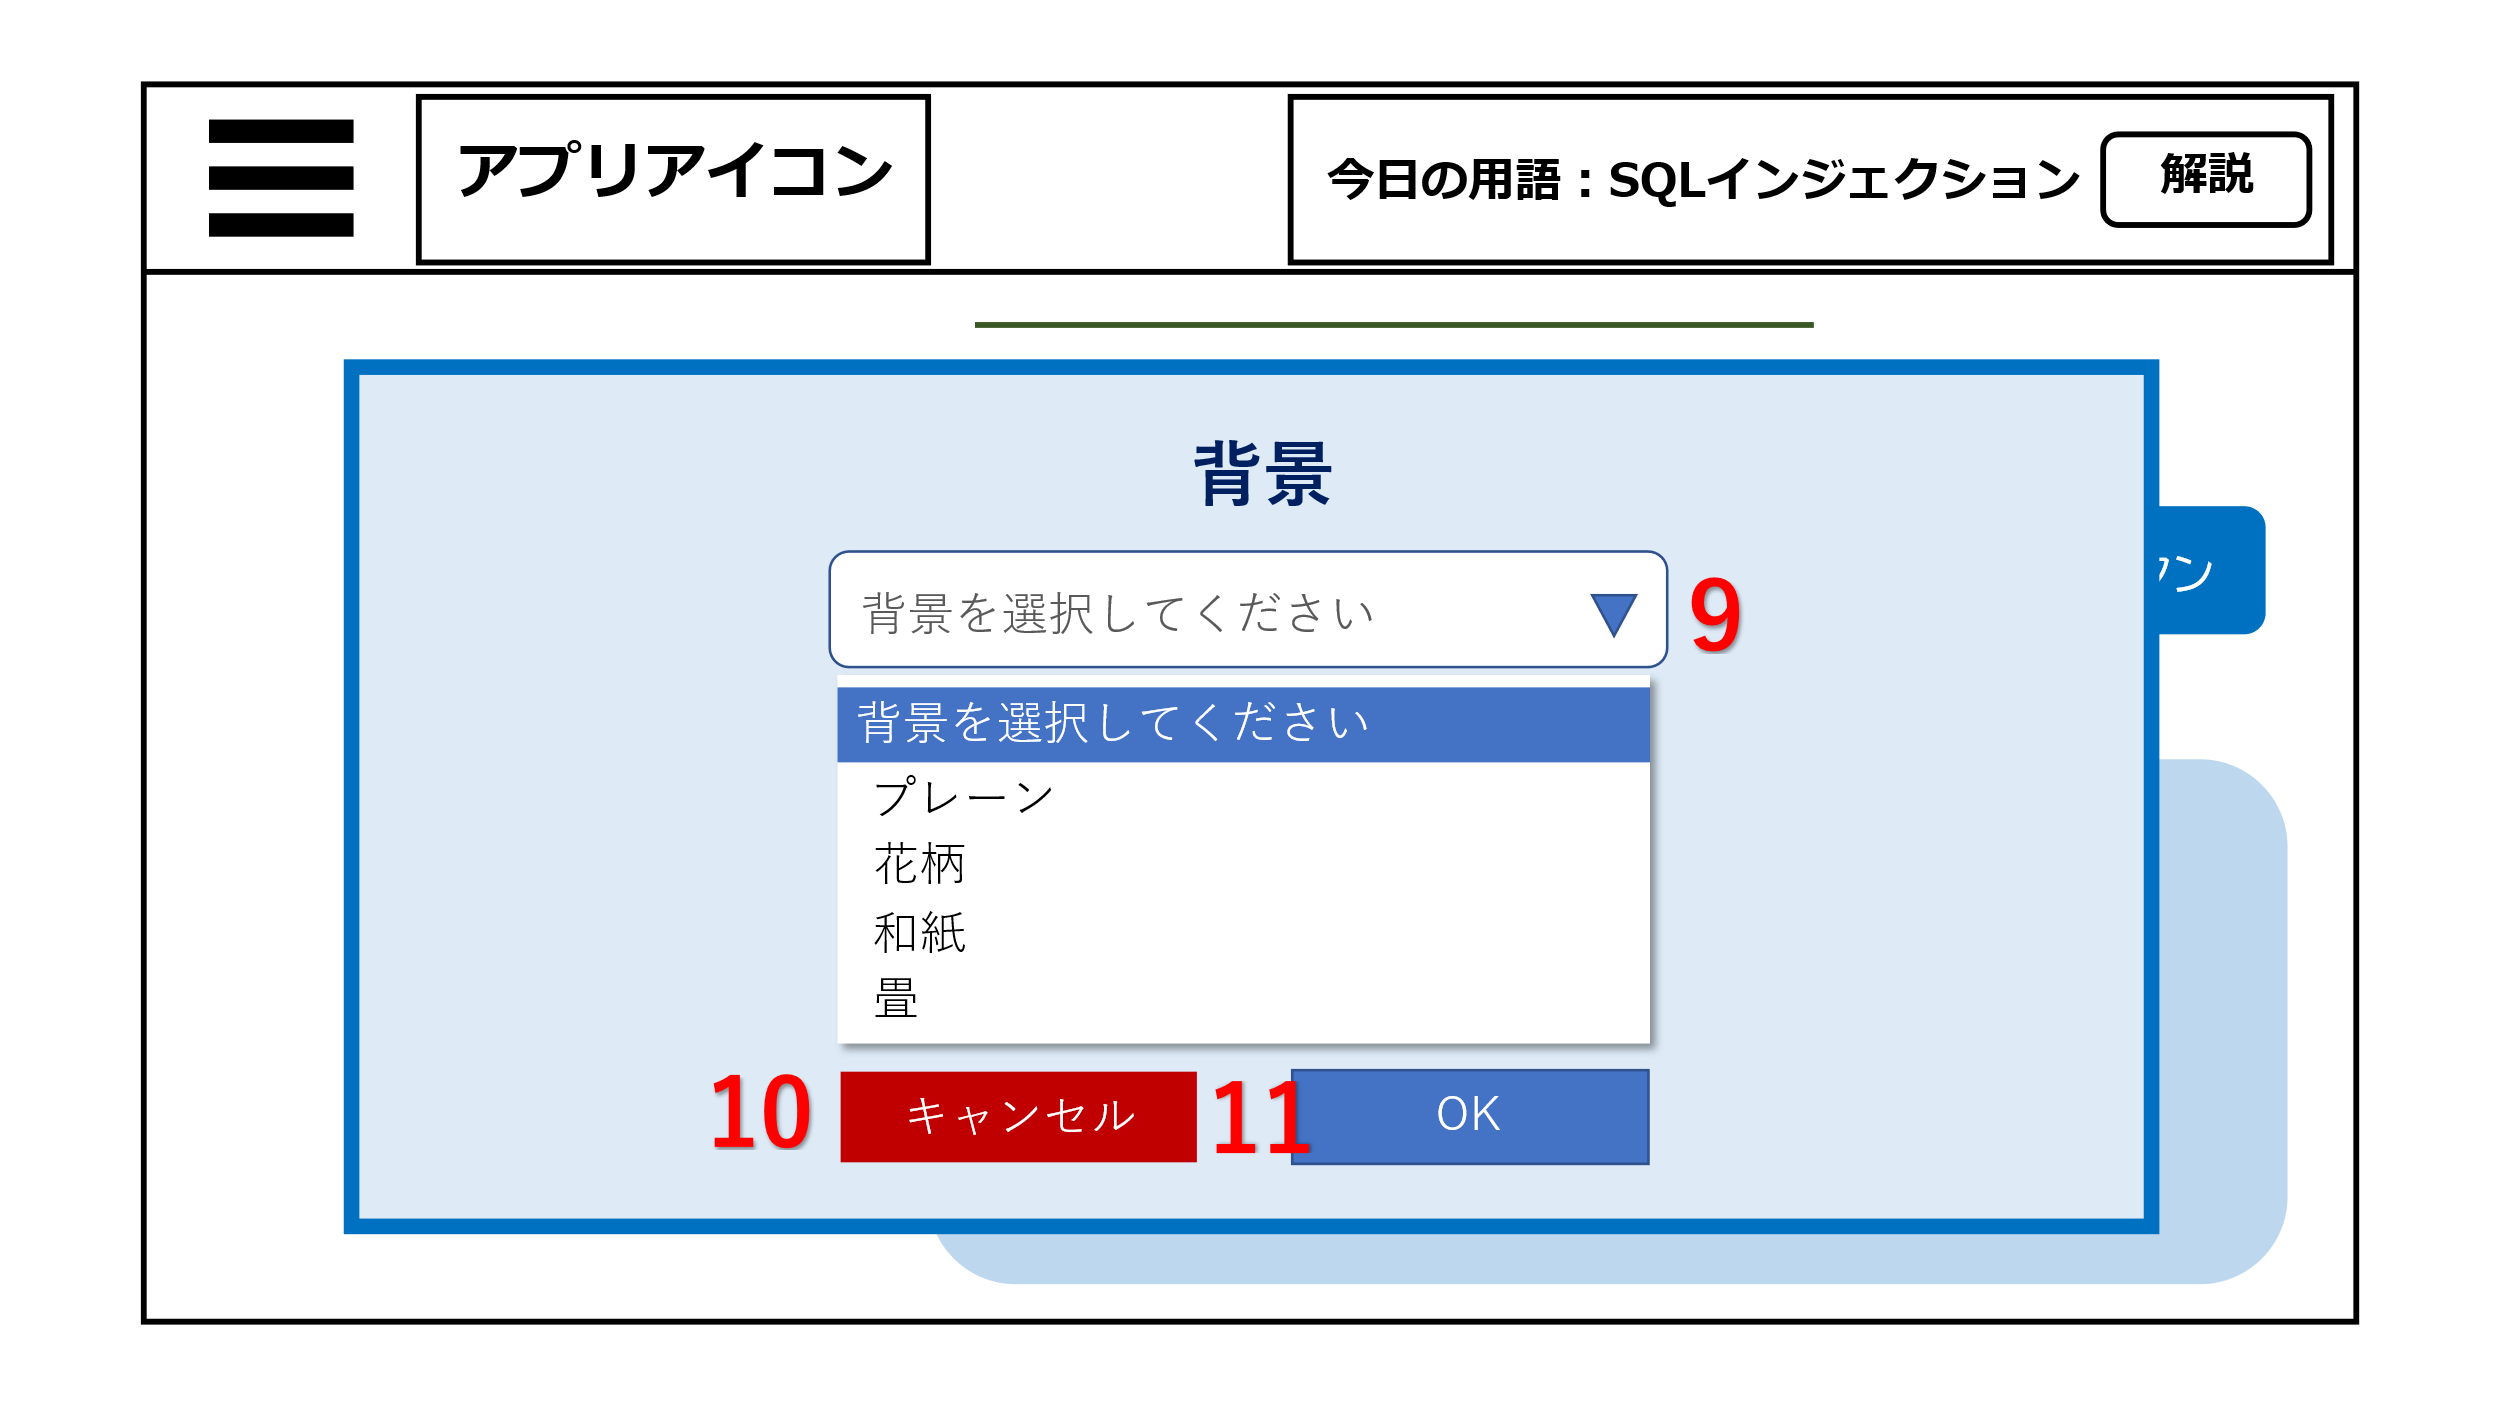 アプリアイコン
今日の用語：SQLインジェクション
解説
背景
背景を選択してください
9
ン
背景を選択してください
プレーン
花柄
和紙
畳
10
キャンセル
11
OK